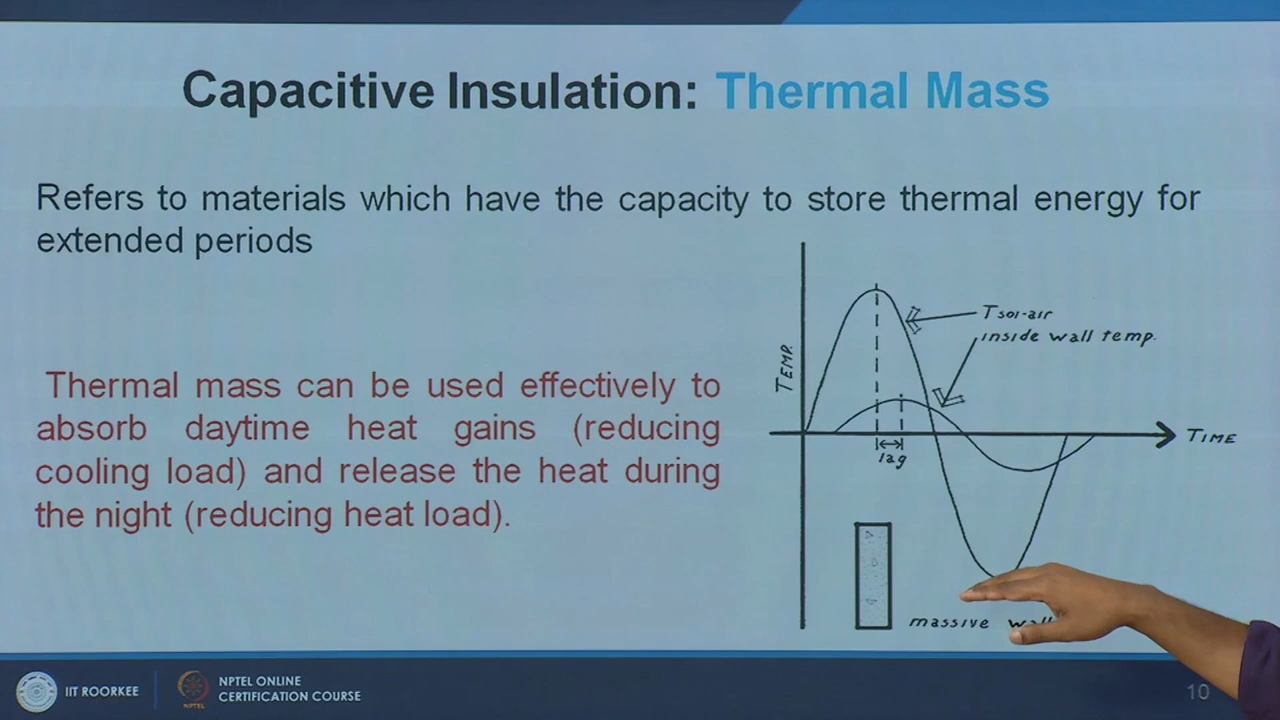 Capacitive Insulation: Thermal Mass
Refers to materials which have the capacity to store thermal energy for
extended periods
Thermal mass can be used effectively to
absorb daytime heat gains (reducing
cooling load) and release the heat during
the night (reducing heat load).
TEMP.
Tsol-air
inside wall temp.
TIME
lag
massive
IIT ROORKEE
NPTEL
NPTEL ONLINE
CERTIFICATION COURSE
10